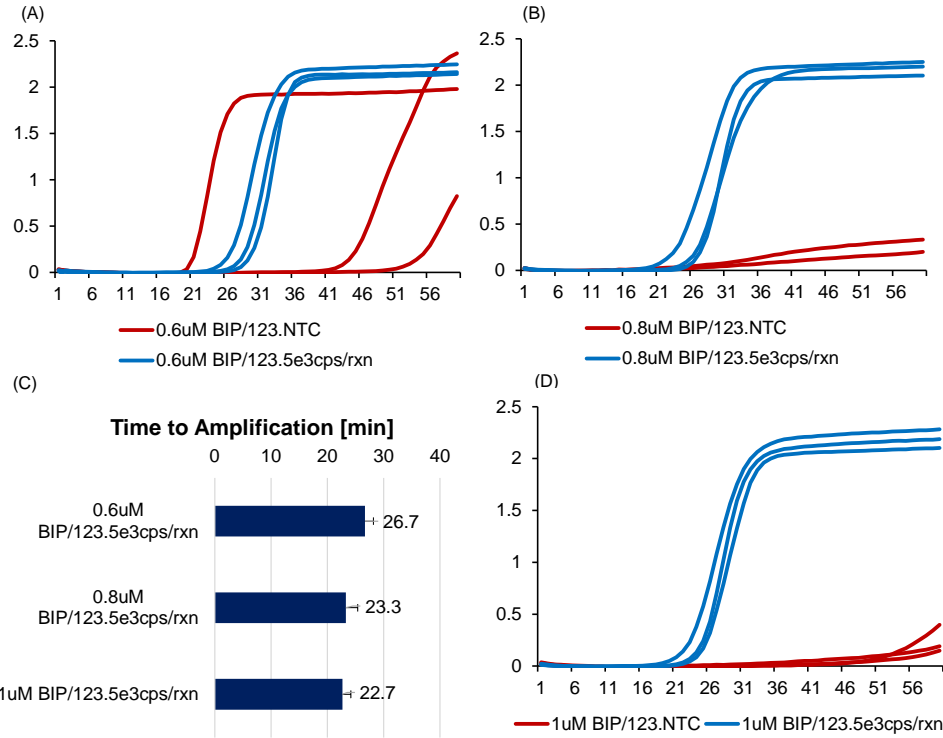 (A)
2.5
2
1.5
1
0.5
0
1 6 11 16 21 26 31 36 41 46 51 56
0.6uM BIP/123.NTC
0.6uM BIP/123.5e3cps/rxn
(B)
2.5
2
1.5
1
0.5
0
1 6 11 16 21 26 31 36 41 46 51 56
0.8uM BIP/123.NTC
0.8uM BIP/123.5e3cps/rxn
(C)
Time to Amplification [min]
0 10 20 30 40
0.6uM
BIP/123.5e3cps/rxn
26.7
0.8uM
BIP/123.5e3cps/rxn
23.3
1uM BIP/123.5e3cps/rxn
22.7
(D)
2.5
2
1.5
1
0.5
0
1 6 11 16 21 26 31 36 41 46 51 56
1uM BIP/123.NTC 1uM BIP/123.5e3cps/rxn